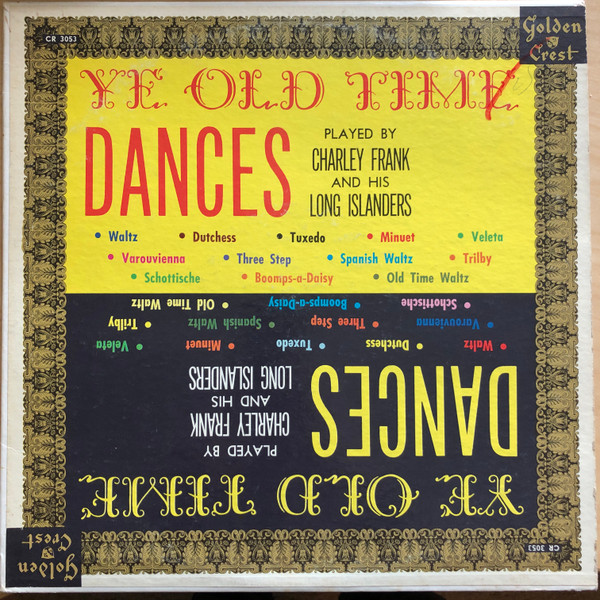 CR 3053
Golden
Crest
YE OLD TIME
DANCES
PLAYED BY
CHARLEY FRANK
AND HIS
LONG ISLANDERS
• Waltz • Dutchess • Tuxedo • Minuet • Veleta
• Varouvienna • Three Step • Spanish Waltz • Trilby
• Schottische • Boomps-a-Daisy • Old Time Waltz
YE OLD TIME
DANCES
PLAYED BY
CHARLEY FRANK
AND HIS
LONG ISLANDERS
• Waltz • Dutchess • Tuxedo • Minuet • Veleta
• Varouvienna • Three Step • Spanish Waltz • Trilby
• Schottische • Boomps-a-Daisy • Old Time Waltz
CR 3053
Golden
Crest